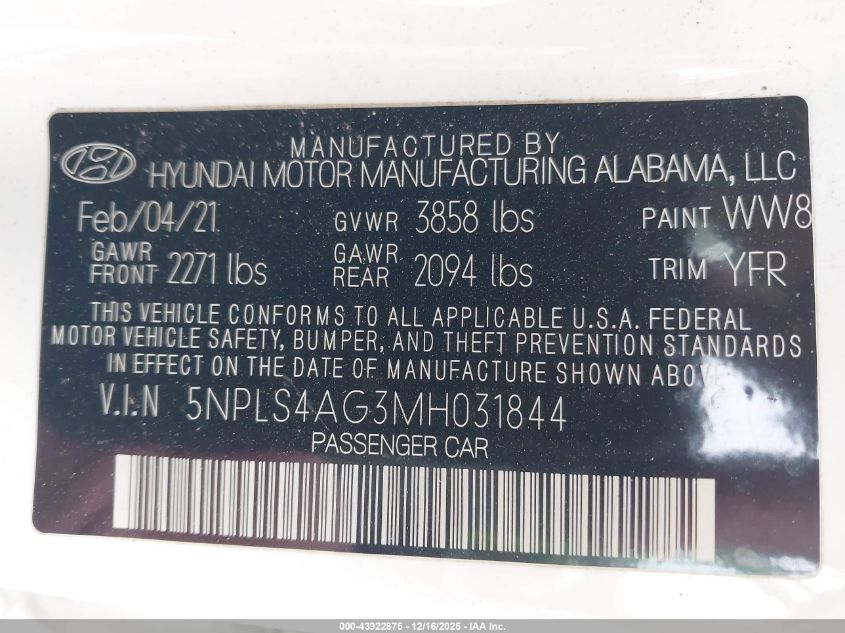 MANUFACTURED BY
HYUNDAI MOTOR MANUFACTURING ALABAMA, LLC
Feb/04/21 GVWR 3858 lbs PAINT WW8
GAWR FRONT 2271 lbs GAWR REAR 2094 lbs TRIM YFR
THIS VEHICLE CONFORMS TO ALL APPLICABLE U.S.A. FEDERAL
MOTOR VEHICLE SAFETY, BUMPER, AND THEFT PREVENTION STANDARDS
IN EFFECT ON THE DATE OF MANUFACTURE SHOWN ABOVE.
V.I.N 5NPLS4AG3MH031844
PASSENGER CAR
000-43922875 - 12/16/2025 - IAA Inc.